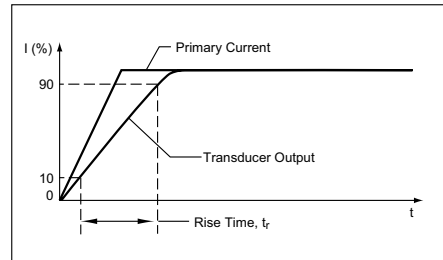 I (%)
Primary Current
90
Transducer Output
10
0
t
Rise Time, tr